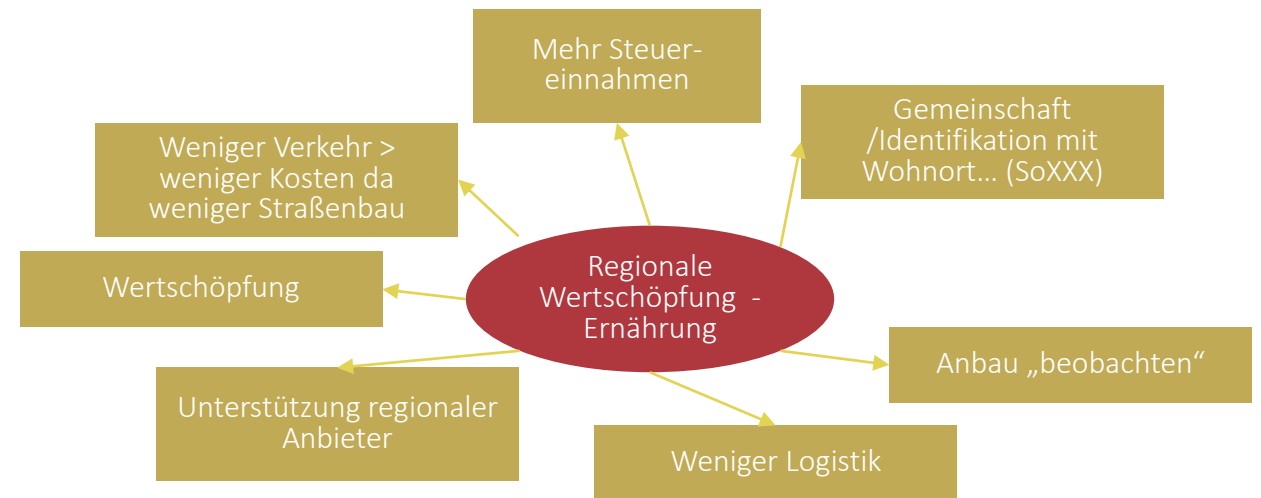 Mehr Steuer-
einnahmen
Gemeinschaft
/Identifikation mit
Wohnort... (SoXXX)
Weniger Verkehr >
weniger Kosten da
weniger Straßenbau
Regionale
Wertschöpfung -
Ernährung
Wertschöpfung
Anbau „beobachten“
Unterstützung regionaler
Anbieter
Weniger Logistik